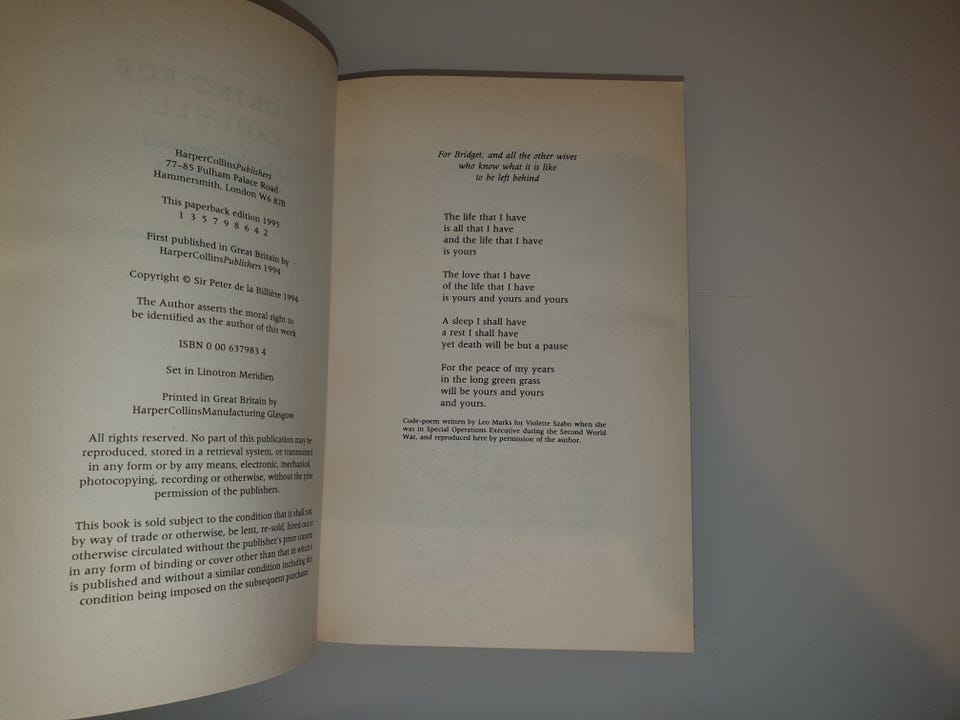 HarperCollinsPublishers
77–85 Fulham Palace Road
Hammersmith, London W6 8JB
This paperback edition 1995
1 3 5 7 9 8 6 4 2
First published in Great Britain by
HarperCollinsPublishers 1994
Copyright © Sir Peter de la Billière 1994
The Author asserts the moral right to
be identified as the author of this work
ISBN 0 00 637983 4
Set in Linotron Meridien
Printed in Great Britain by
HarperCollinsManufacturing Glasgow
All rights reserved. No part of this publication may be
reproduced, stored in a retrieval system, or transmitted,
in any form or by any means, electronic, mechanical,
photocopying, recording or otherwise, without the prior
permission of the publishers.
This book is sold subject to the condition that it shall not,
by way of trade or otherwise, be lent, re-sold, hired out or
otherwise circulated without the publisher's prior consent
in any form of binding or cover other than that in which it
is published and without a similar condition including this
condition being imposed on the subsequent purchaser.
For Bridget, and all the other wives
who know what it is like
to be left behind
The life that I have
is all that I have
and the life that I have
is yours
The love that I have
of the life that I have
is yours and yours and yours
A sleep I shall have
a rest I shall have
yet death will be but a pause
For the peace of my years
in the long green grass
will be yours and yours
and yours.
Code-poem written by Leo Marks for Violette Szabo when she
was in Special Operations Executive during the Second World
War, and reproduced here by permission of the author.